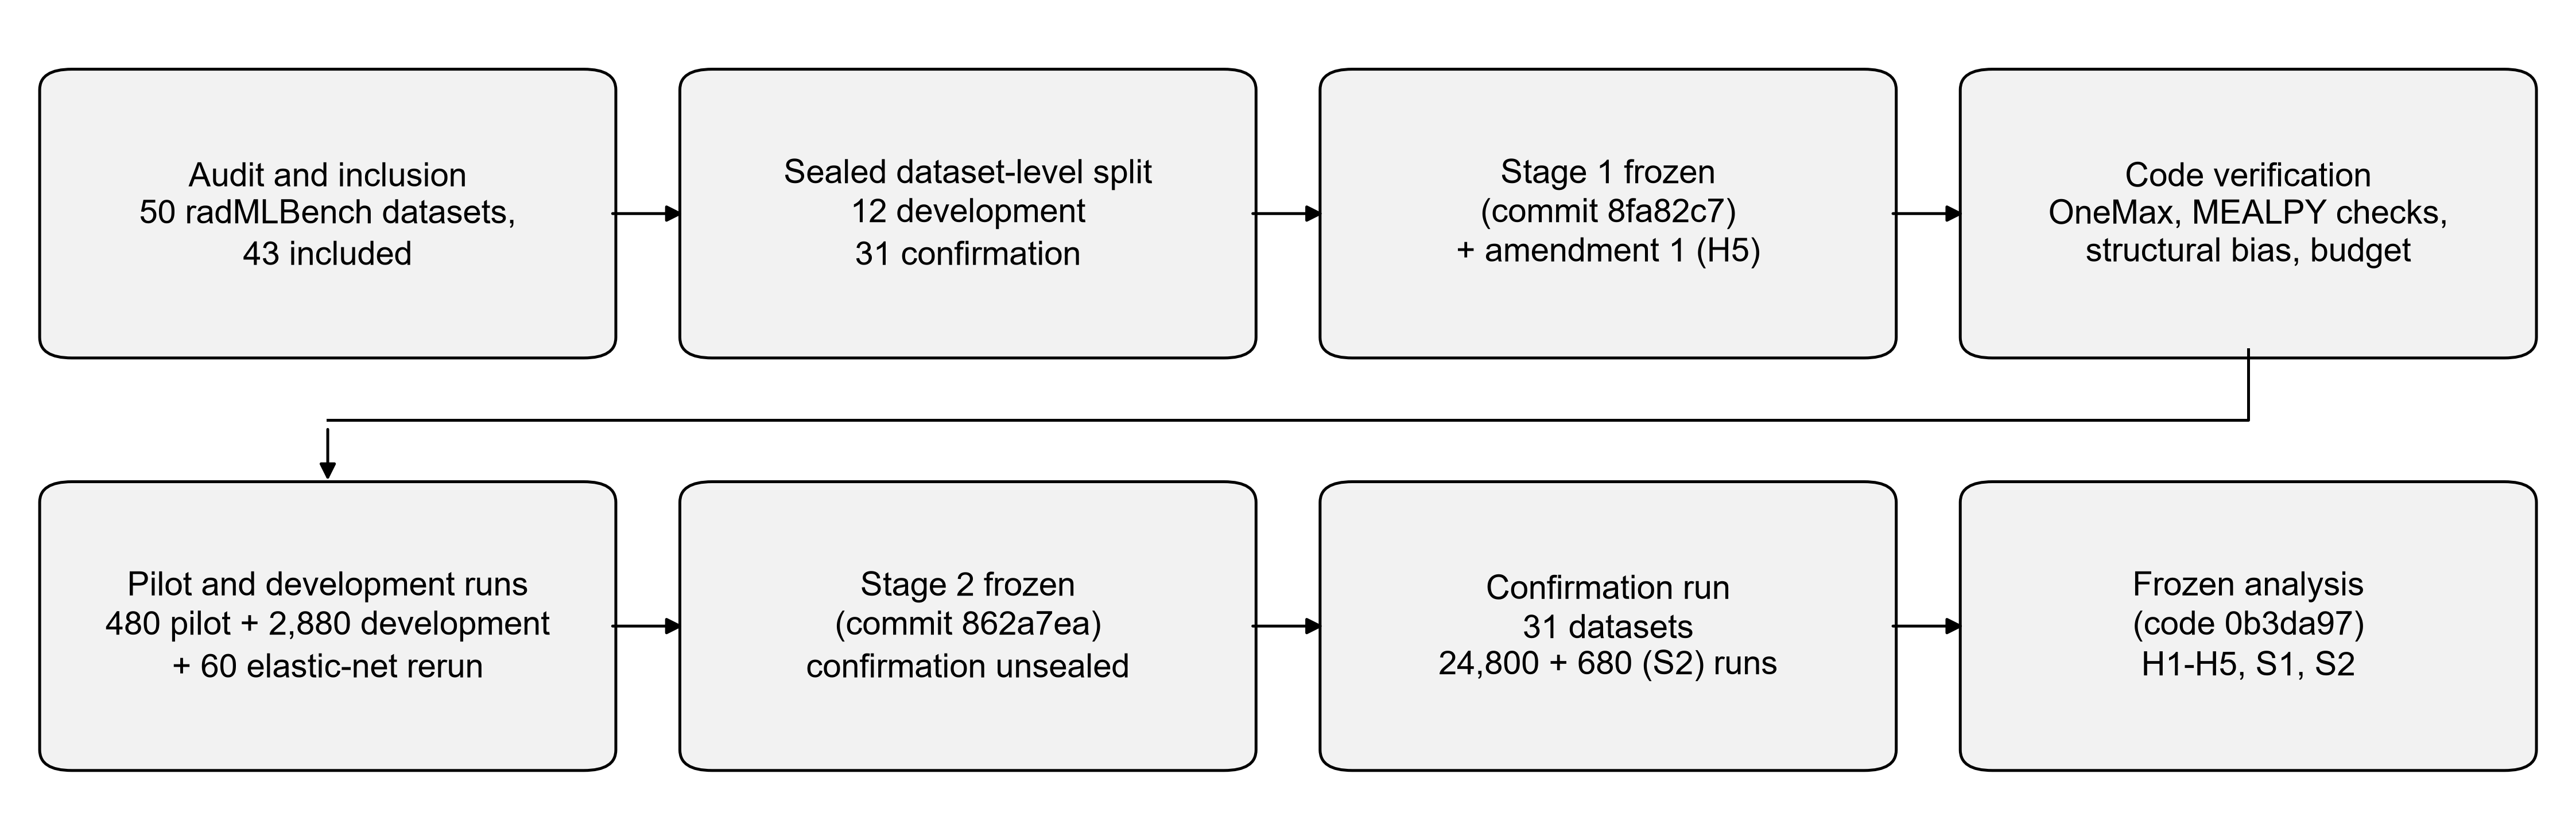 Audit and inclusion
50 radMLBench datasets,
43 included
Sealed dataset-level split
12 development
31 confirmation
Stage 1 frozen
(commit 8fa82c7)
+ amendment 1 (H5)
Code verification
OneMax, MEALPY checks,
structural bias, budget
Pilot and development runs
480 pilot + 2,880 development
+ 60 elastic-net rerun
Stage 2 frozen
(commit 862a7ea)
confirmation unsealed
Confirmation run
31 datasets
24,800 + 680 (S2) runs
Frozen analysis
(code 0b3da97)
H1-H5, S1, S2